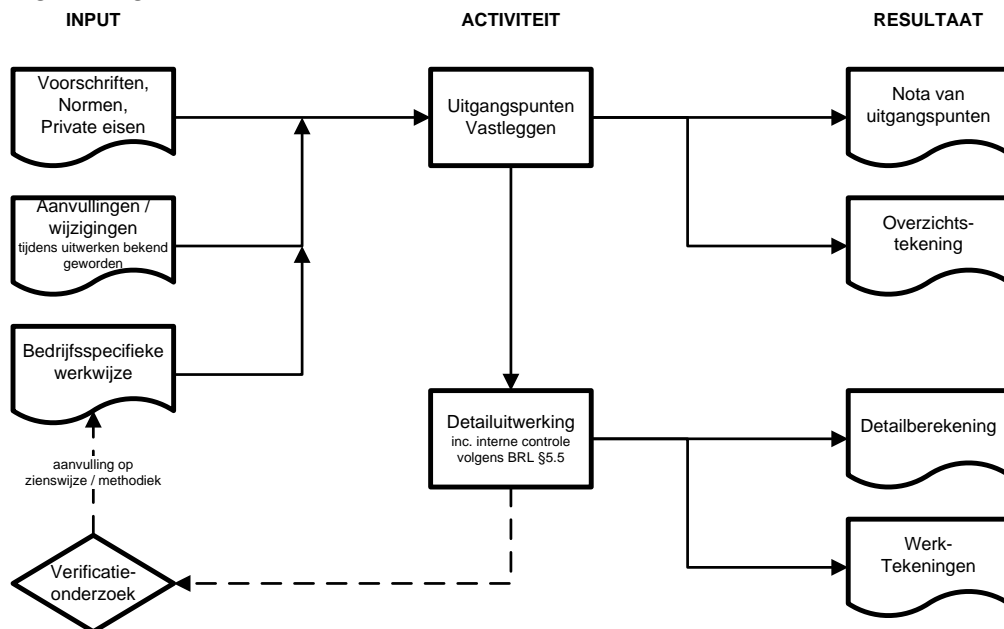 INPUT
ACTIVITEIT
RESULTAAT
Voorschriften,
Normen,
Private eisen
Uitgangspunten
Vastleggen
Nota van
uitgangspunten
Aanvullingen /
wijzigingen
tijdens uitwerken bekend
geworden
Overzichts-
tekening
Bedrijfsspecifieke
werkwijze
Detailuitwerking
inc. interne controle
volgens BRL §5.5
Detailberekening
aanvulling op
zienswijze / methodiek
Verificatie-
onderzoek
Werk-
Tekeningen